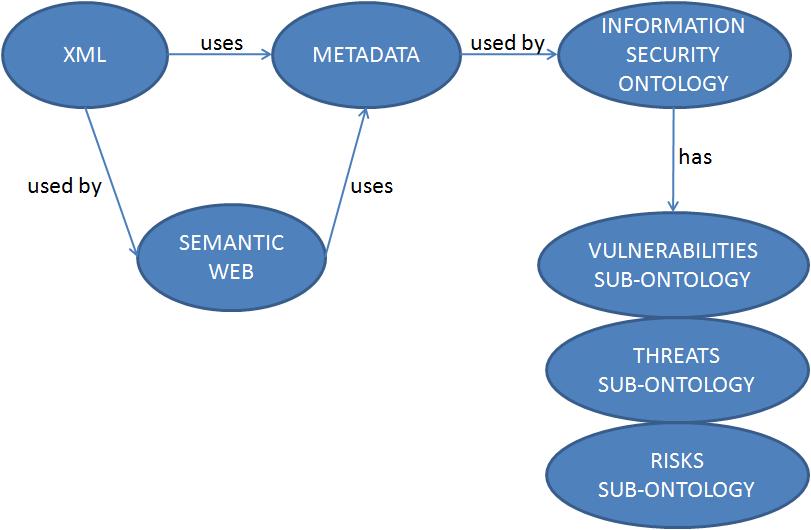 XML
uses
METADATA
used by
INFORMATION
SECURITY
ONTOLOGY
has
used by
uses
SEMANTIC
WEB
VULNERABILITIES
SUB-ONTOLOGY
THREATS
SUB-ONTOLOGY
RISKS
SUB-ONTOLOGY